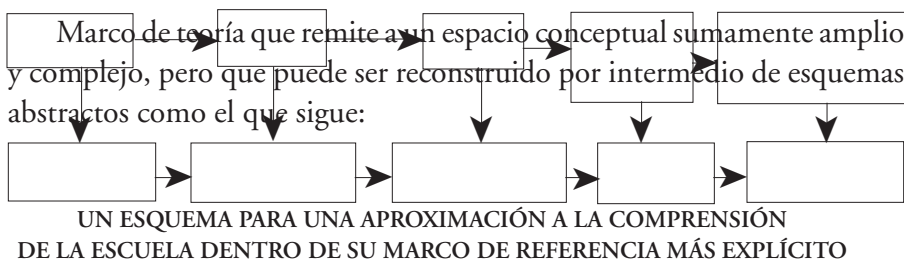 Marco de teoría que remite a un espacio conceptual sumamente amplio
y complejo, pero que puede ser reconstruido por intermedio de esquemas
abstractos como el que sigue:
UN ESQUEMA PARA UNA APROXIMACIÓN A LA COMPRENSIÓN
DE LA ESCUELA DENTRO DE SU MARCO DE REFERENCIA MÁS EXPLÍCITO